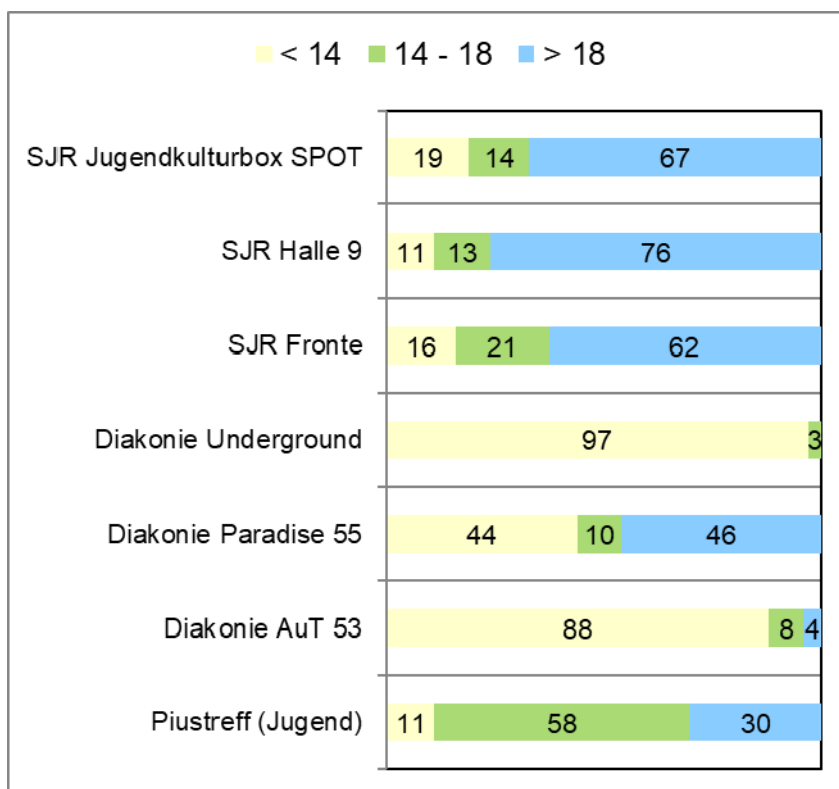 < 14 14 - 18 > 18
SJR Jugendkulturbox SPOT 19 14 67
SJR Halle 9 11 13 76
SJR Fronte 16 21 62
Diakonie Underground 97 3
Diakonie Paradise 55 44 10 46
Diakonie AuT 53 88 8 4
Piustreff (Jugend) 11 58 30